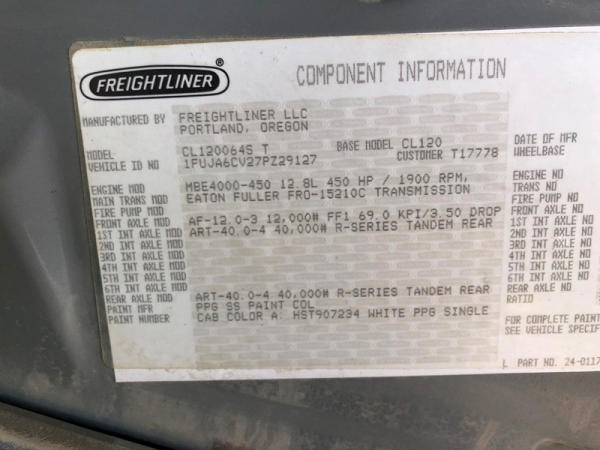 FREIGHTLINER ®
COMPONENT INFORMATION
MANUFACTURED BY FREIGHTLINER LLC
PORTLAND, OREGON
MODEL CL120064S T BASE MODEL CL120 DATE OF MFR
VEHICLE ID NO 1FUJA6CV27PZ29127 CUSTOMER T17778 WHEELBASE
ENGINE MOD MBE4000-450 12.8L 450 HP / 1900 RPM, ENGINE NO
MAIN TRANS MOD EATON FULLER FRO-15210C TRANSMISSION MAIN TRANSNO
FIRE PUMP MOD FIRE PUMP NO
FRONT AXLE MOD AF-12.0-3 12,000# FF1 69.0 KPI/3.50 DROP FRONT AXLE NO
1ST INT AXLE MOD ART-40.0-4 40,000# R-SERIES TANDEM REAR 1ST INT AXLE NO
2ND INT AXLE MOD 2ND INT AXLE NO
3RD INT AXLE MOD 3RD INT AXLE NO
4TH INT AXLE MOD 4TH INT AXLE NO
5TH INT AXLE MOD 5TH INT AXLE NO
6TH INT AXLE MOD 6TH INT AXLE NO
REAR AXLE MOD ART-40.0-4 40,000# R-SERIES TANDEM REAR REAR AXLE NO
PAINT MFR PPG SS PAINT COL RATIO
PAINT NUMBER CAB COLOR A: HST907234 WHITE PPG SINGLE
FOR COMPLETE PAINT
SEE VEHICLE SPECIF
PART NO. 24-0117